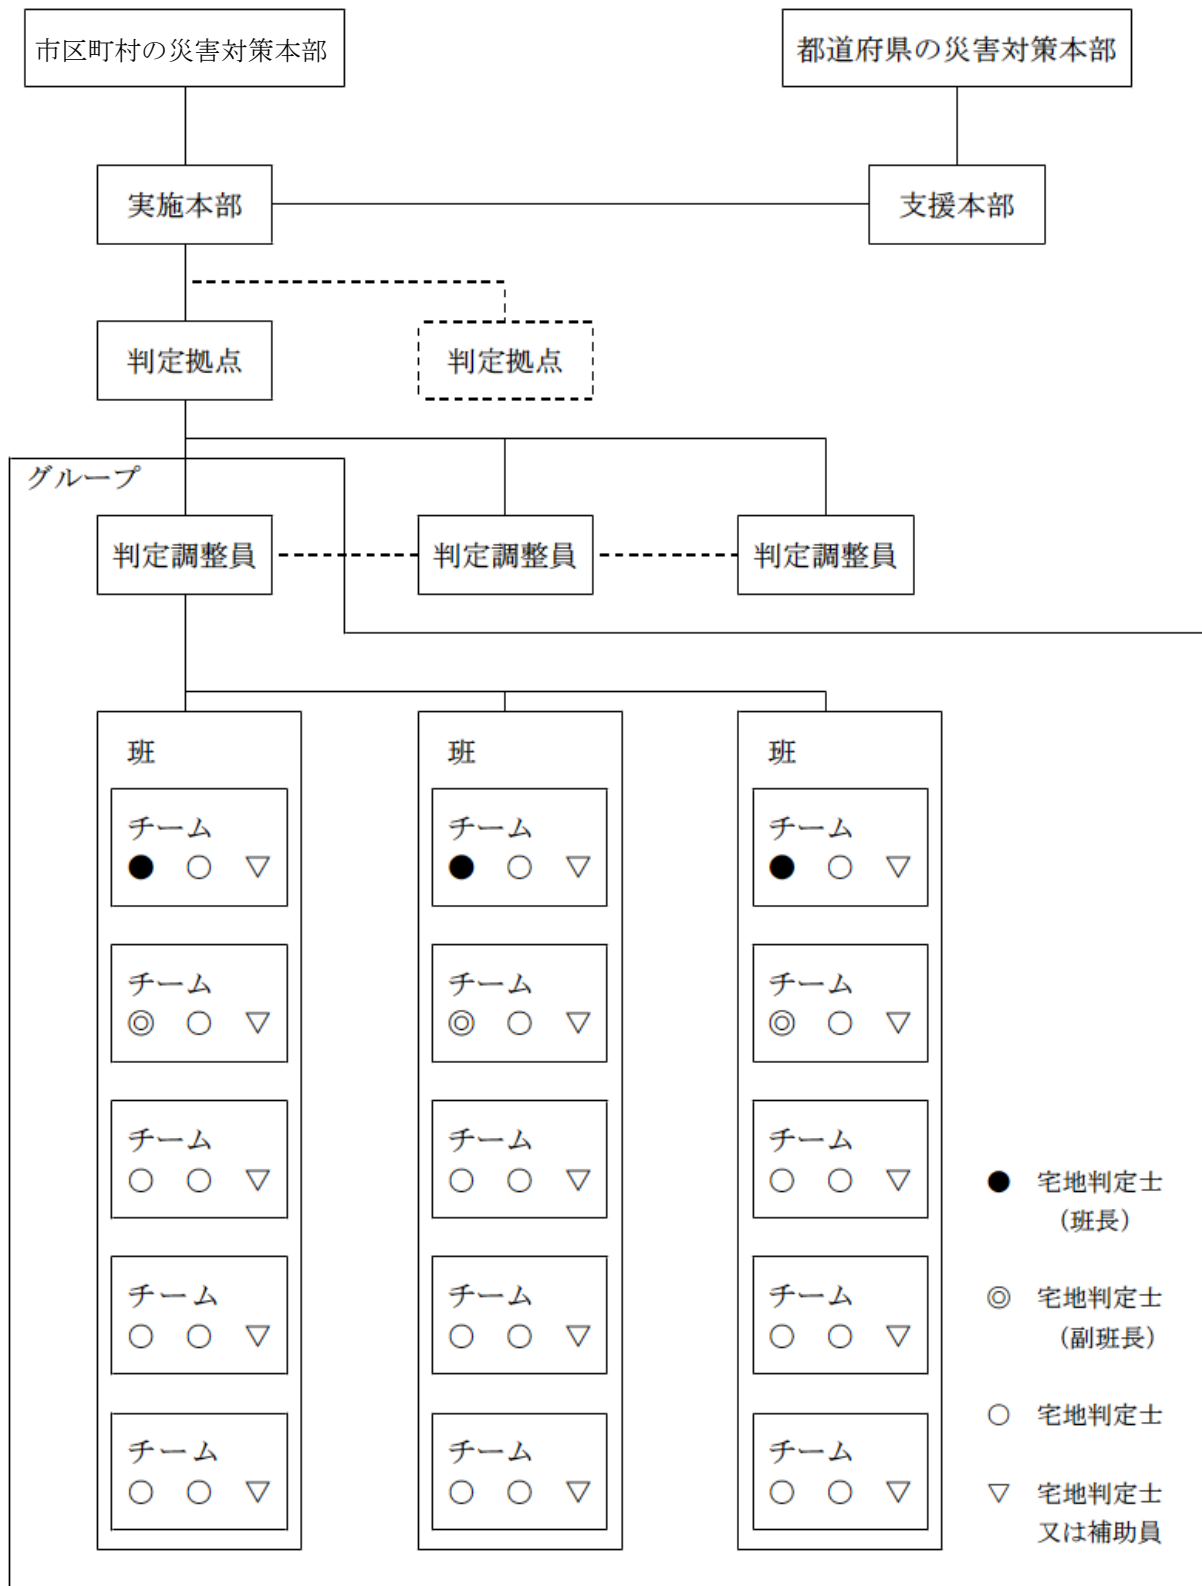 市区町村の災害対策本部
都道府県の災害対策本部
実施本部
支援本部
判定拠点
判定拠点
グループ
判定調整員
判定調整員
判定調整員
班
班
班
チーム
チーム
チーム
● ○ ▽
● ○ ▽
● ○ ▽
チーム
チーム
チーム
◎ ○ ▽
◎ ○ ▽
◎ ○ ▽
チーム
チーム
チーム
○ ○ ▽
○ ○ ▽
○ ○ ▽
チーム
チーム
チーム
○ ○ ▽
○ ○ ▽
○ ○ ▽
チーム
チーム
チーム
○ ○ ▽
○ ○ ▽
○ ○ ▽
● 宅地判定士
(班長)
◎ 宅地判定士
(副班長)
○ 宅地判定士
▽ 宅地判定士
又は補助員